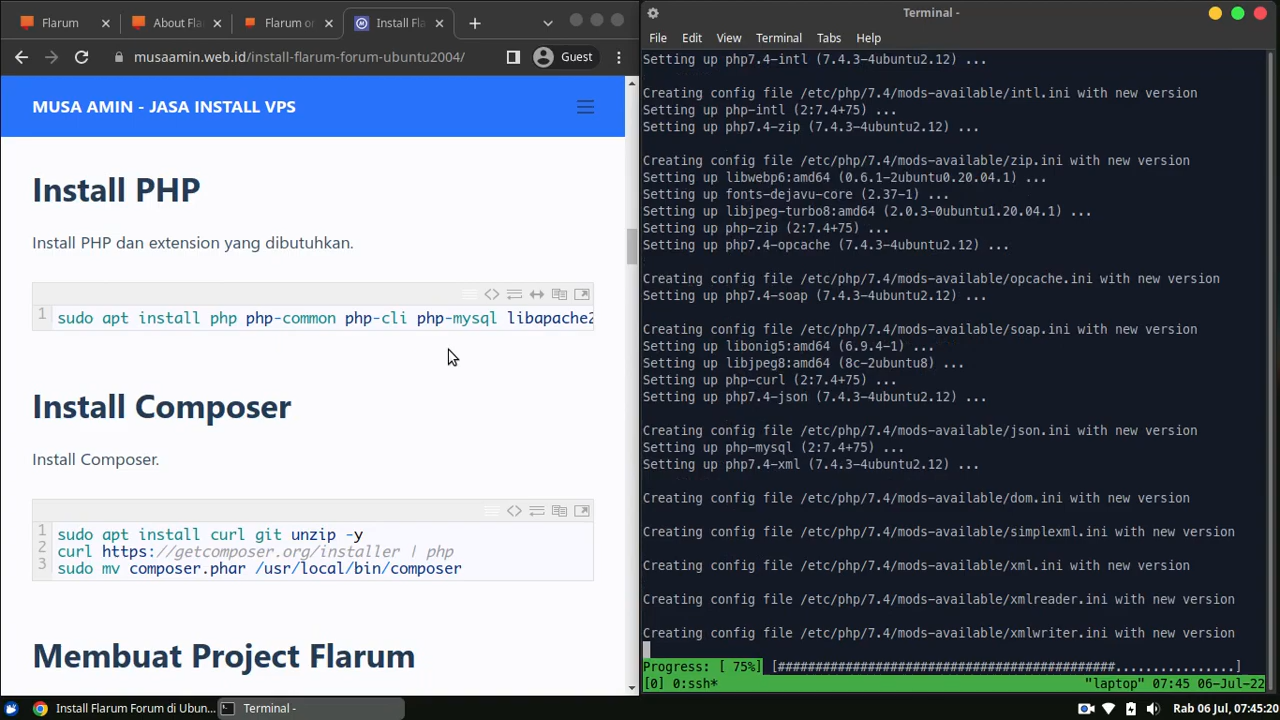 Flarum
About Fla
Flarum or
Install Fla
musaamin.web.id/install-flarum-forum-ubuntu2004/
Guest
MUSA AMIN - JASA INSTALL VPS
Install PHP
Install PHP dan extension yang dibutuhkan.
1 sudo apt install php php-common php-cli php-mysql libapache2
Install Composer
Install Composer.
1 sudo apt install curl git unzip -y
2 curl https://getcomposer.org/installer | php
3 sudo mv composer.phar /usr/local/bin/composer
Membuat Project Flarum
Terminal -
File Edit View Terminal Tabs Help
Setting up php7.4-intl (7.4.3-4ubuntu2.12) ...
Creating config file /etc/php/7.4/mods-available/intl.ini with new version
Setting up php-intl (2:7.4+75) ...
Setting up php7.4-zip (7.4.3-4ubuntu2.12) ...
Creating config file /etc/php/7.4/mods-available/zip.ini with new version
Setting up libwebp6:amd64 (0.6.1-2ubuntu0.20.04.1) ...
Setting up fonts-dejavu-core (2.37-1) ...
Setting up libjpeg-turbo8:amd64 (2.0.3-0ubuntu1.20.04.1) ...
Setting up php-zip (2:7.4+75) ...
Setting up php7.4-opcache (7.4.3-4ubuntu2.12) ...
Creating config file /etc/php/7.4/mods-available/opcache.ini with new version
Setting up php7.4-soap (7.4.3-4ubuntu2.12) ...
Creating config file /etc/php/7.4/mods-available/soap.ini with new version
Setting up libonig5:amd64 (6.9.4-1) ...
Setting up libjpeg8:amd64 (8c-2ubuntu8) ...
Setting up php-curl (2:7.4+75) ...
Setting up php7.4-json (7.4.3-4ubuntu2.12) ...
Creating config file /etc/php/7.4/mods-available/json.ini with new version
Setting up php-mysql (2:7.4+75) ...
Setting up php7.4-xml (7.4.3-4ubuntu2.12) ...
Creating config file /etc/php/7.4/mods-available/dom.ini with new version
Creating config file /etc/php/7.4/mods-available/simplexml.ini with new version
Creating config file /etc/php/7.4/mods-available/xml.ini with new version
Creating config file /etc/php/7.4/mods-available/xmlreader.ini with new version
Creating config file /etc/php/7.4/mods-available/xmlwriter.ini with new version
Progress: [ 75%] [#############################################................]
[0] 0:ssh* "laptop" 07:45 06-Jul-22
Install Flarum Forum di Ubun...
Terminal -
Rab 06 Jul, 07:45:20